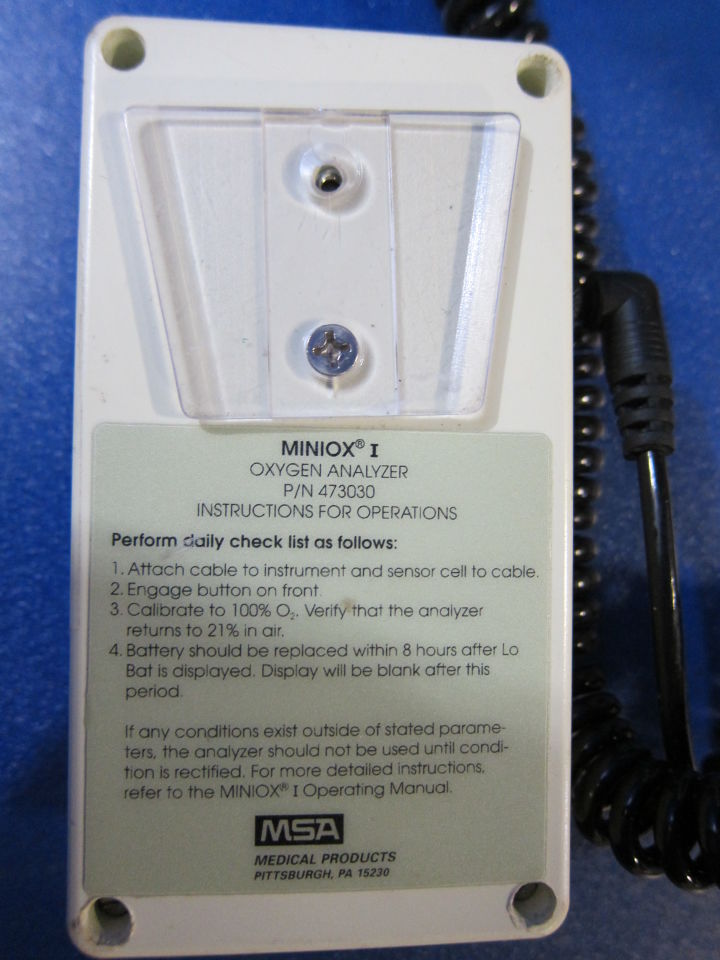 MINIOX® I
OXYGEN ANALYZER
P/N 473030
INSTRUCTIONS FOR OPERATIONS
Perform daily check list as follows:
1. Attach cable to instrument and sensor cell to cable.
2. Engage button on front.
3. Calibrate to 100% O₂. Verify that the analyzer
returns to 21% in air.
4. Battery should be replaced within 8 hours after Lo
Bat is displayed. Display will be blank after this
period.
If any conditions exist outside of stated parame-
ters, the analyzer should not be used until condi-
tion is rectified. For more detailed instructions,
refer to the MINIOX® I Operating Manual.
MSA
MEDICAL PRODUCTS
PITTSBURGH, PA 15230